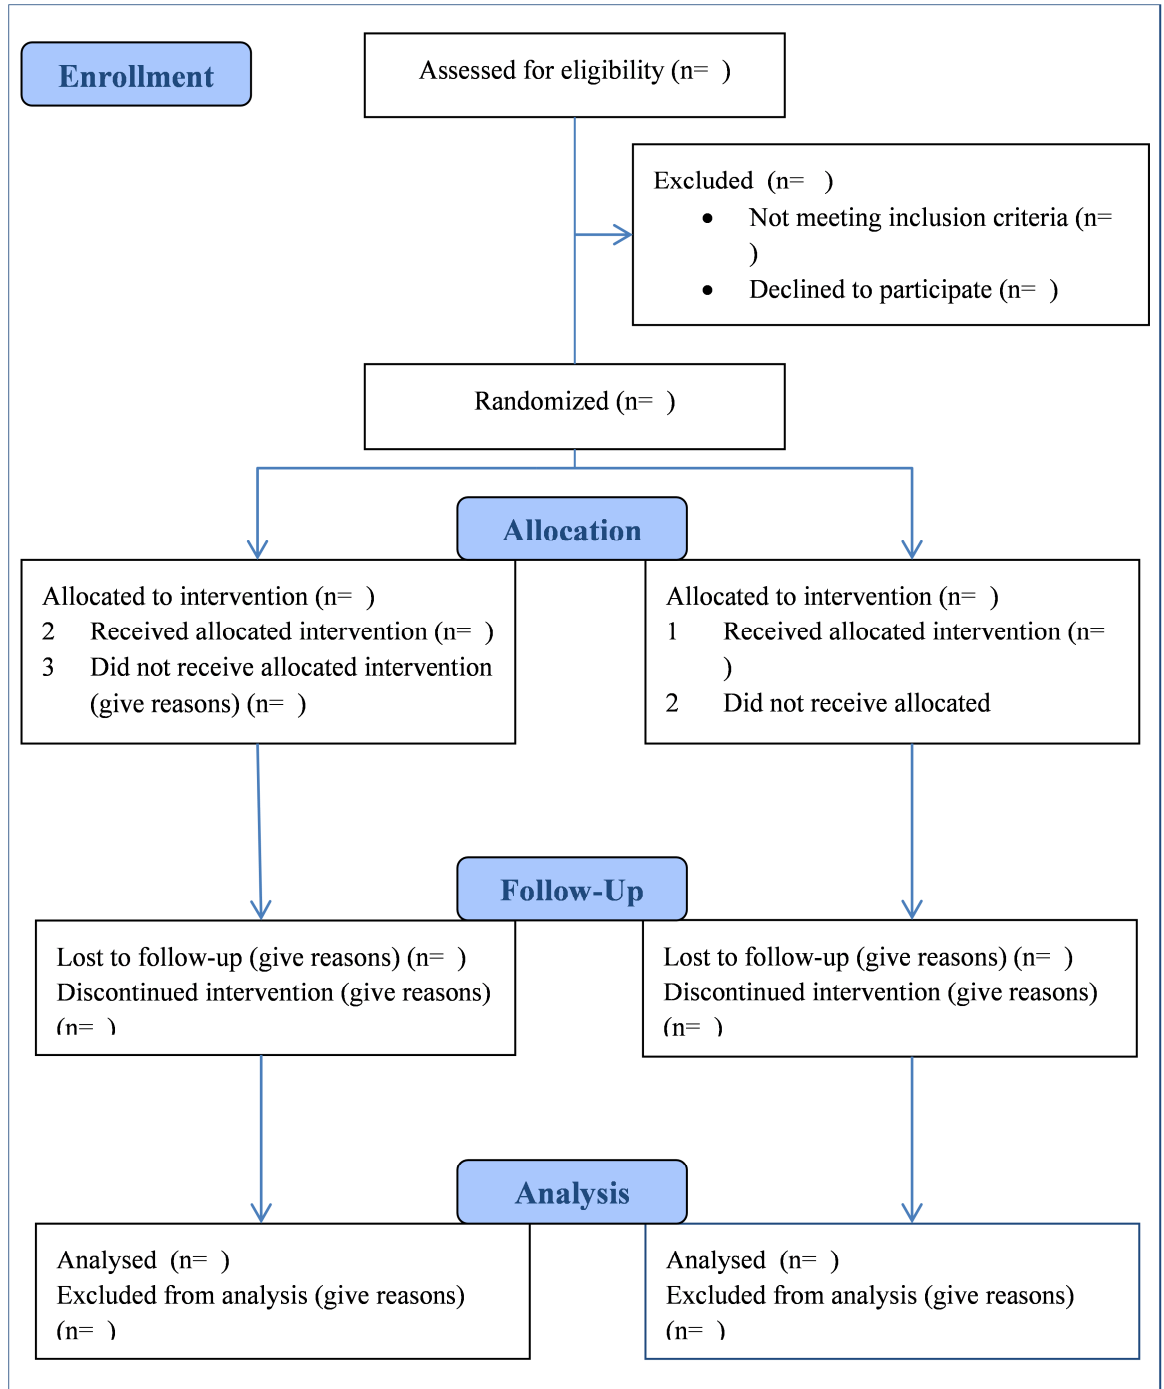 Enrollment
Assessed for eligibility (n=  )
Excluded  (n=   )
• Not meeting inclusion criteria (n=
)
• Declined to participate (n=  )
Randomized (n=  )
Allocation
Allocated to intervention (n=  )
2 Received allocated intervention (n=  )
3 Did not receive allocated intervention
(give reasons) (n=  )
Allocated to intervention (n=  )
1 Received allocated intervention (n=
)
2 Did not receive allocated
Follow-Up
Lost to follow-up (give reasons) (n=  )
Discontinued intervention (give reasons)
(n=  )
Lost to follow-up (give reasons) (n=  )
Discontinued intervention (give reasons)
(n=  )
Analysis
Analysed  (n=  )
Excluded from analysis (give reasons)
(n=  )
Analysed  (n=  )
Excluded from analysis (give reasons)
(n=  )